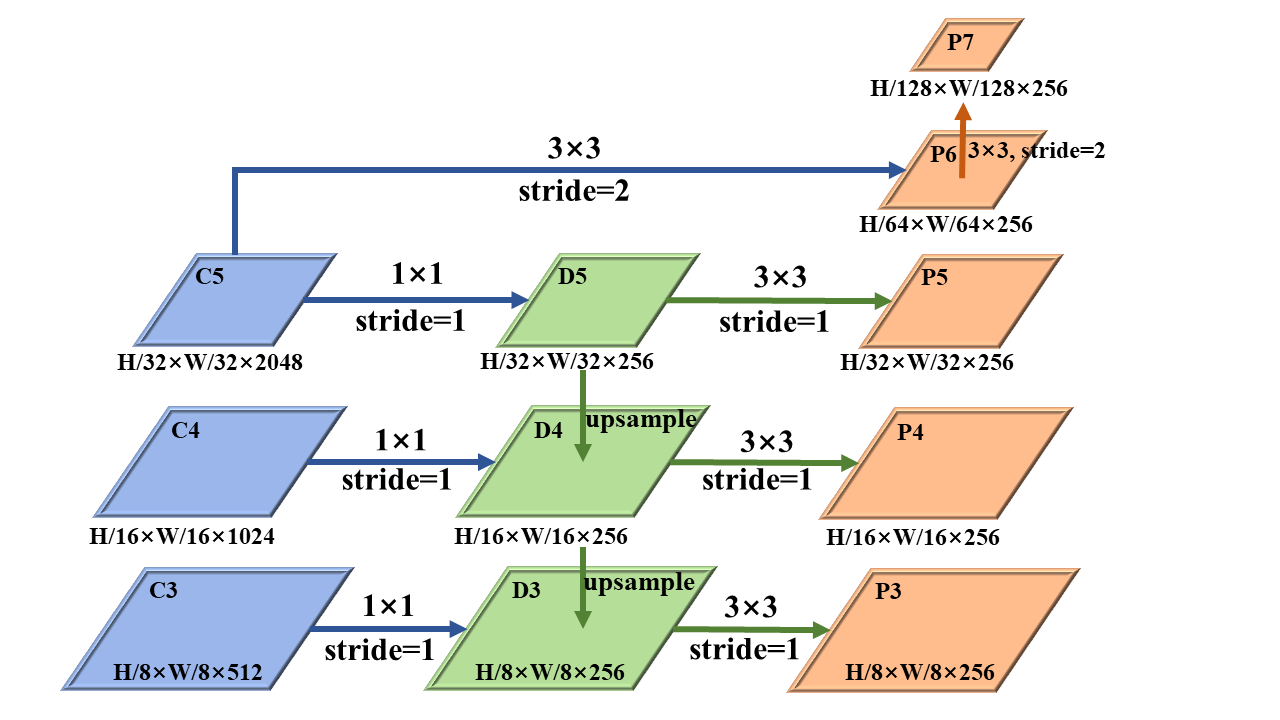 P7
H/128×W/128×256
3×3
stride=2
P6
3×3, stride=2
H/64×W/64×256
C5
1×1
stride=1
D5
3×3
stride=1
P5
H/32×W/32×2048
H/32×W/32×256
H/32×W/32×256
upsample
C4
1×1
stride=1
D4
3×3
stride=1
P4
H/16×W/16×1024
H/16×W/16×256
H/16×W/16×256
upsample
C3
1×1
stride=1
D3
3×3
stride=1
P3
H/8×W/8×512
H/8×W/8×256
H/8×W/8×256